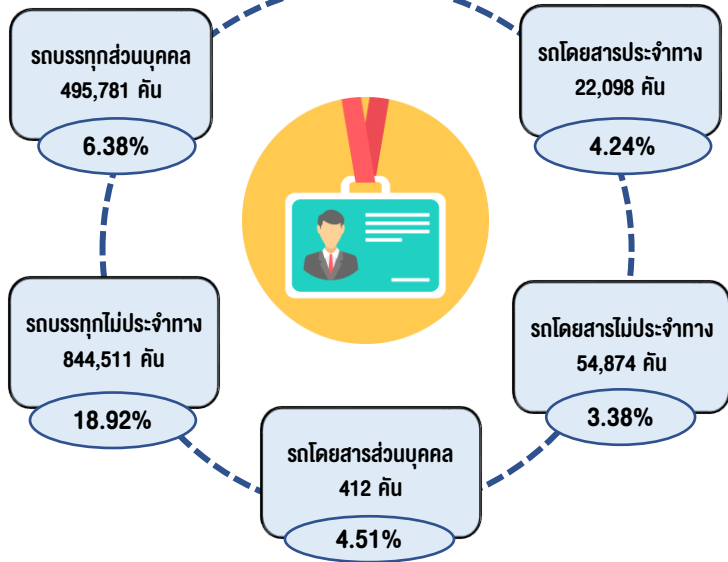 รถบรรทุกส่วนบุคคล
495,781 คัน
6.38%
รถโดยสารประจำทาง
22,098 คัน
4.24%
รถบรรทุกไม่ประจำทาง
844,511 คัน
18.92%
รถโดยสารไม่ประจำทาง
54,874 คัน
3.38%
รถโดยสารส่วนบุคคล
412 คัน
4.51%